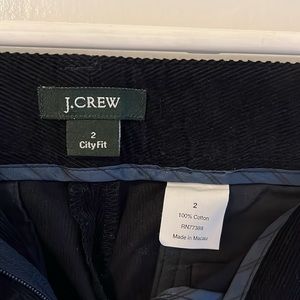 J.CREW
2
City Fit
2
100% Cotton
RN77388
Made in Macau